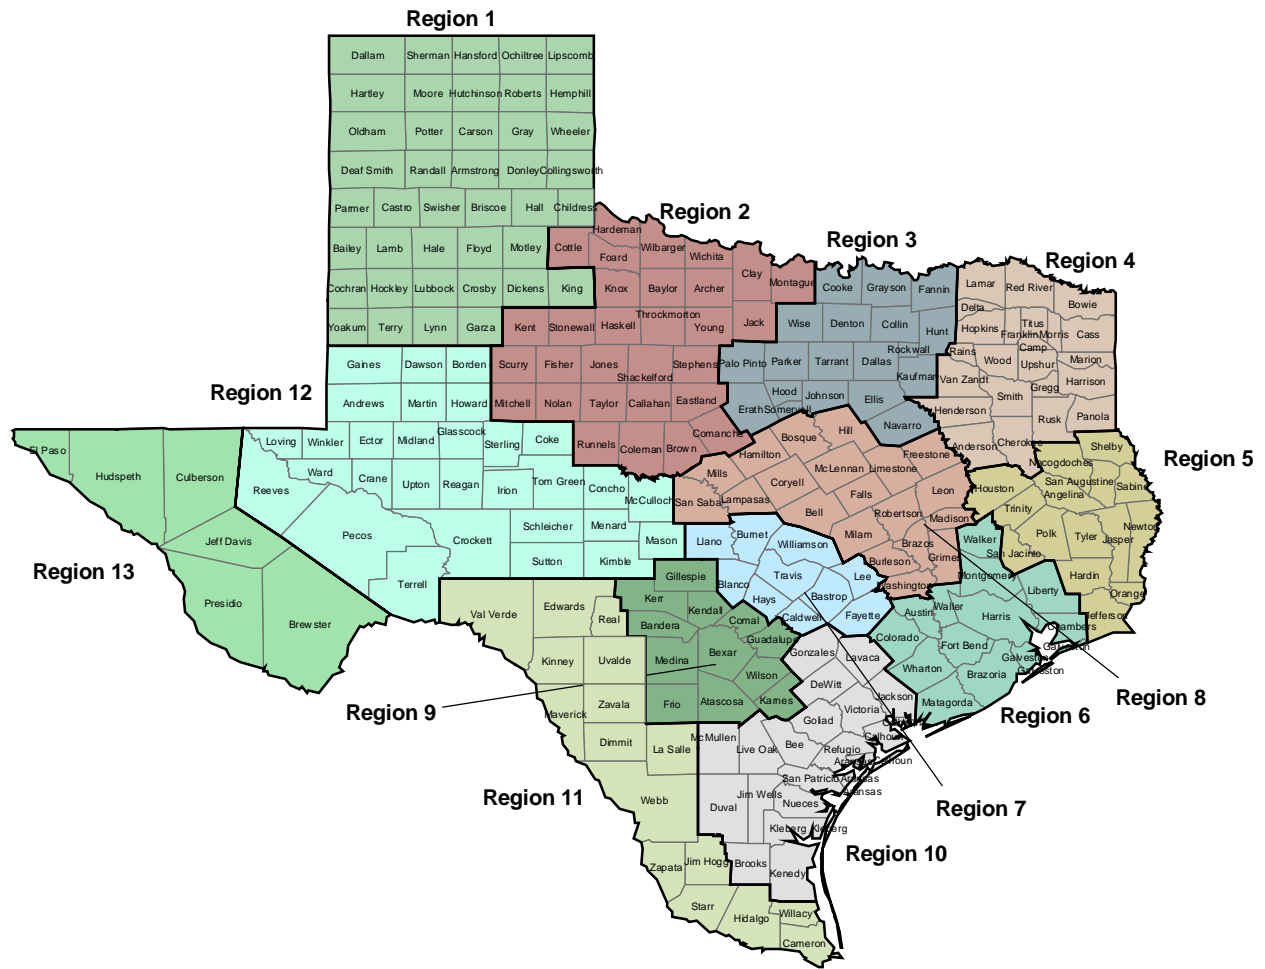 Region 1
Dallam Sherman Hansford Ochiltree Lipscomb
Hartley Moore Hutchinson Roberts Hemphill
Oldham Potter Carson Gray Wheeler
Deaf Smith Randall Armstrong Donley Collingsworth
Parmer Castro Swisher Briscoe Hall Childress
Bailey Lamb Hale Floyd Motley
Cochran Hockley Lubbock Crosby Dickens King
Yoakum Terry Lynn Garza
Region 2
Hardeman
Cottle Foard Wilbarger Wichita
Clay Montague
Knox Baylor Archer
Throckmorton
Kent Stonewall Haskell Young Jack
Scurry Fisher Jones Shackelford Stephens
Mitchell Nolan Taylor Callahan Eastland
Runnels Coleman Brown Comanche
Region 3
Cooke Grayson Fannin
Wise Denton Collin Hunt
Rockwall
Palo Pinto Parker Tarrant Dallas
Kaufman
Hood Johnson Ellis
Erath Somervell
Navarro
Region 4
Lamar Red River Bowie
Delta
Hopkins Titus
Franklin Morris Cass
Rains Wood Camp
Upshur Marion
Van Zandt Smith Gregg Harrison
Henderson Rusk Panola
Anderson Cherokee
Region 5
Shelby
Nacogdoches
San Augustine Sabine
Houston Angelina
Trinity
Polk Tyler Jasper Newton
San Jacinto
Hardin
Orange
Jefferson
Region 12
Gaines Dawson Borden
Andrews Martin Howard
Loving Winkler Ector Midland Glasscock Sterling Coke
Ward Crane Upton Reagan Irion Tom Green Concho
Reeves McCulloch
Pecos Crockett Schleicher Menard
Mason
Sutton Kimble
Terrell
Region 13
El Paso
Hudspeth Culberson
Jeff Davis
Presidio
Brewster
Bosque Hill
Hamilton Freestone
Mills McLennan Limestone
Coryell
San Saba Lampasas Falls Leon
Bell Robertson
Madison
Milam Brazos
Grimes
Burleson
Washington
Region 8
Llano Burnet
Williamson
Travis
Blanco Lee
Hays Bastrop
Caldwell Fayette
Region 7
Walker
Montgomery
Liberty
Austin Waller Harris
Chambers
Colorado Fort Bend
Galveston
Galveston
Galveston
Wharton Brazoria
Matagorda
Region 6
Gillespie
Kerr Kendall
Bandera Comal
Guadalupe
Medina Bexar
Wilson
Frio Atascosa Karnes
Region 9
Val Verde Edwards
Real
Kinney Uvalde
Maverick Zavala
Dimmit La Salle
Webb
Zapata Jim Hogg
Starr Hidalgo Willacy
Cameron
Region 11
Gonzales Lavaca
DeWitt
Jackson
Victoria
Goliad
Calhoun
Calhoun
Calhoun
McMullen Live Oak Bee Refugio
Aransas
Aransas
Aransas
San Patricio
Duval Jim Wells Nueces
Kleberg Kleberg
Brooks Kenedy
Region 10